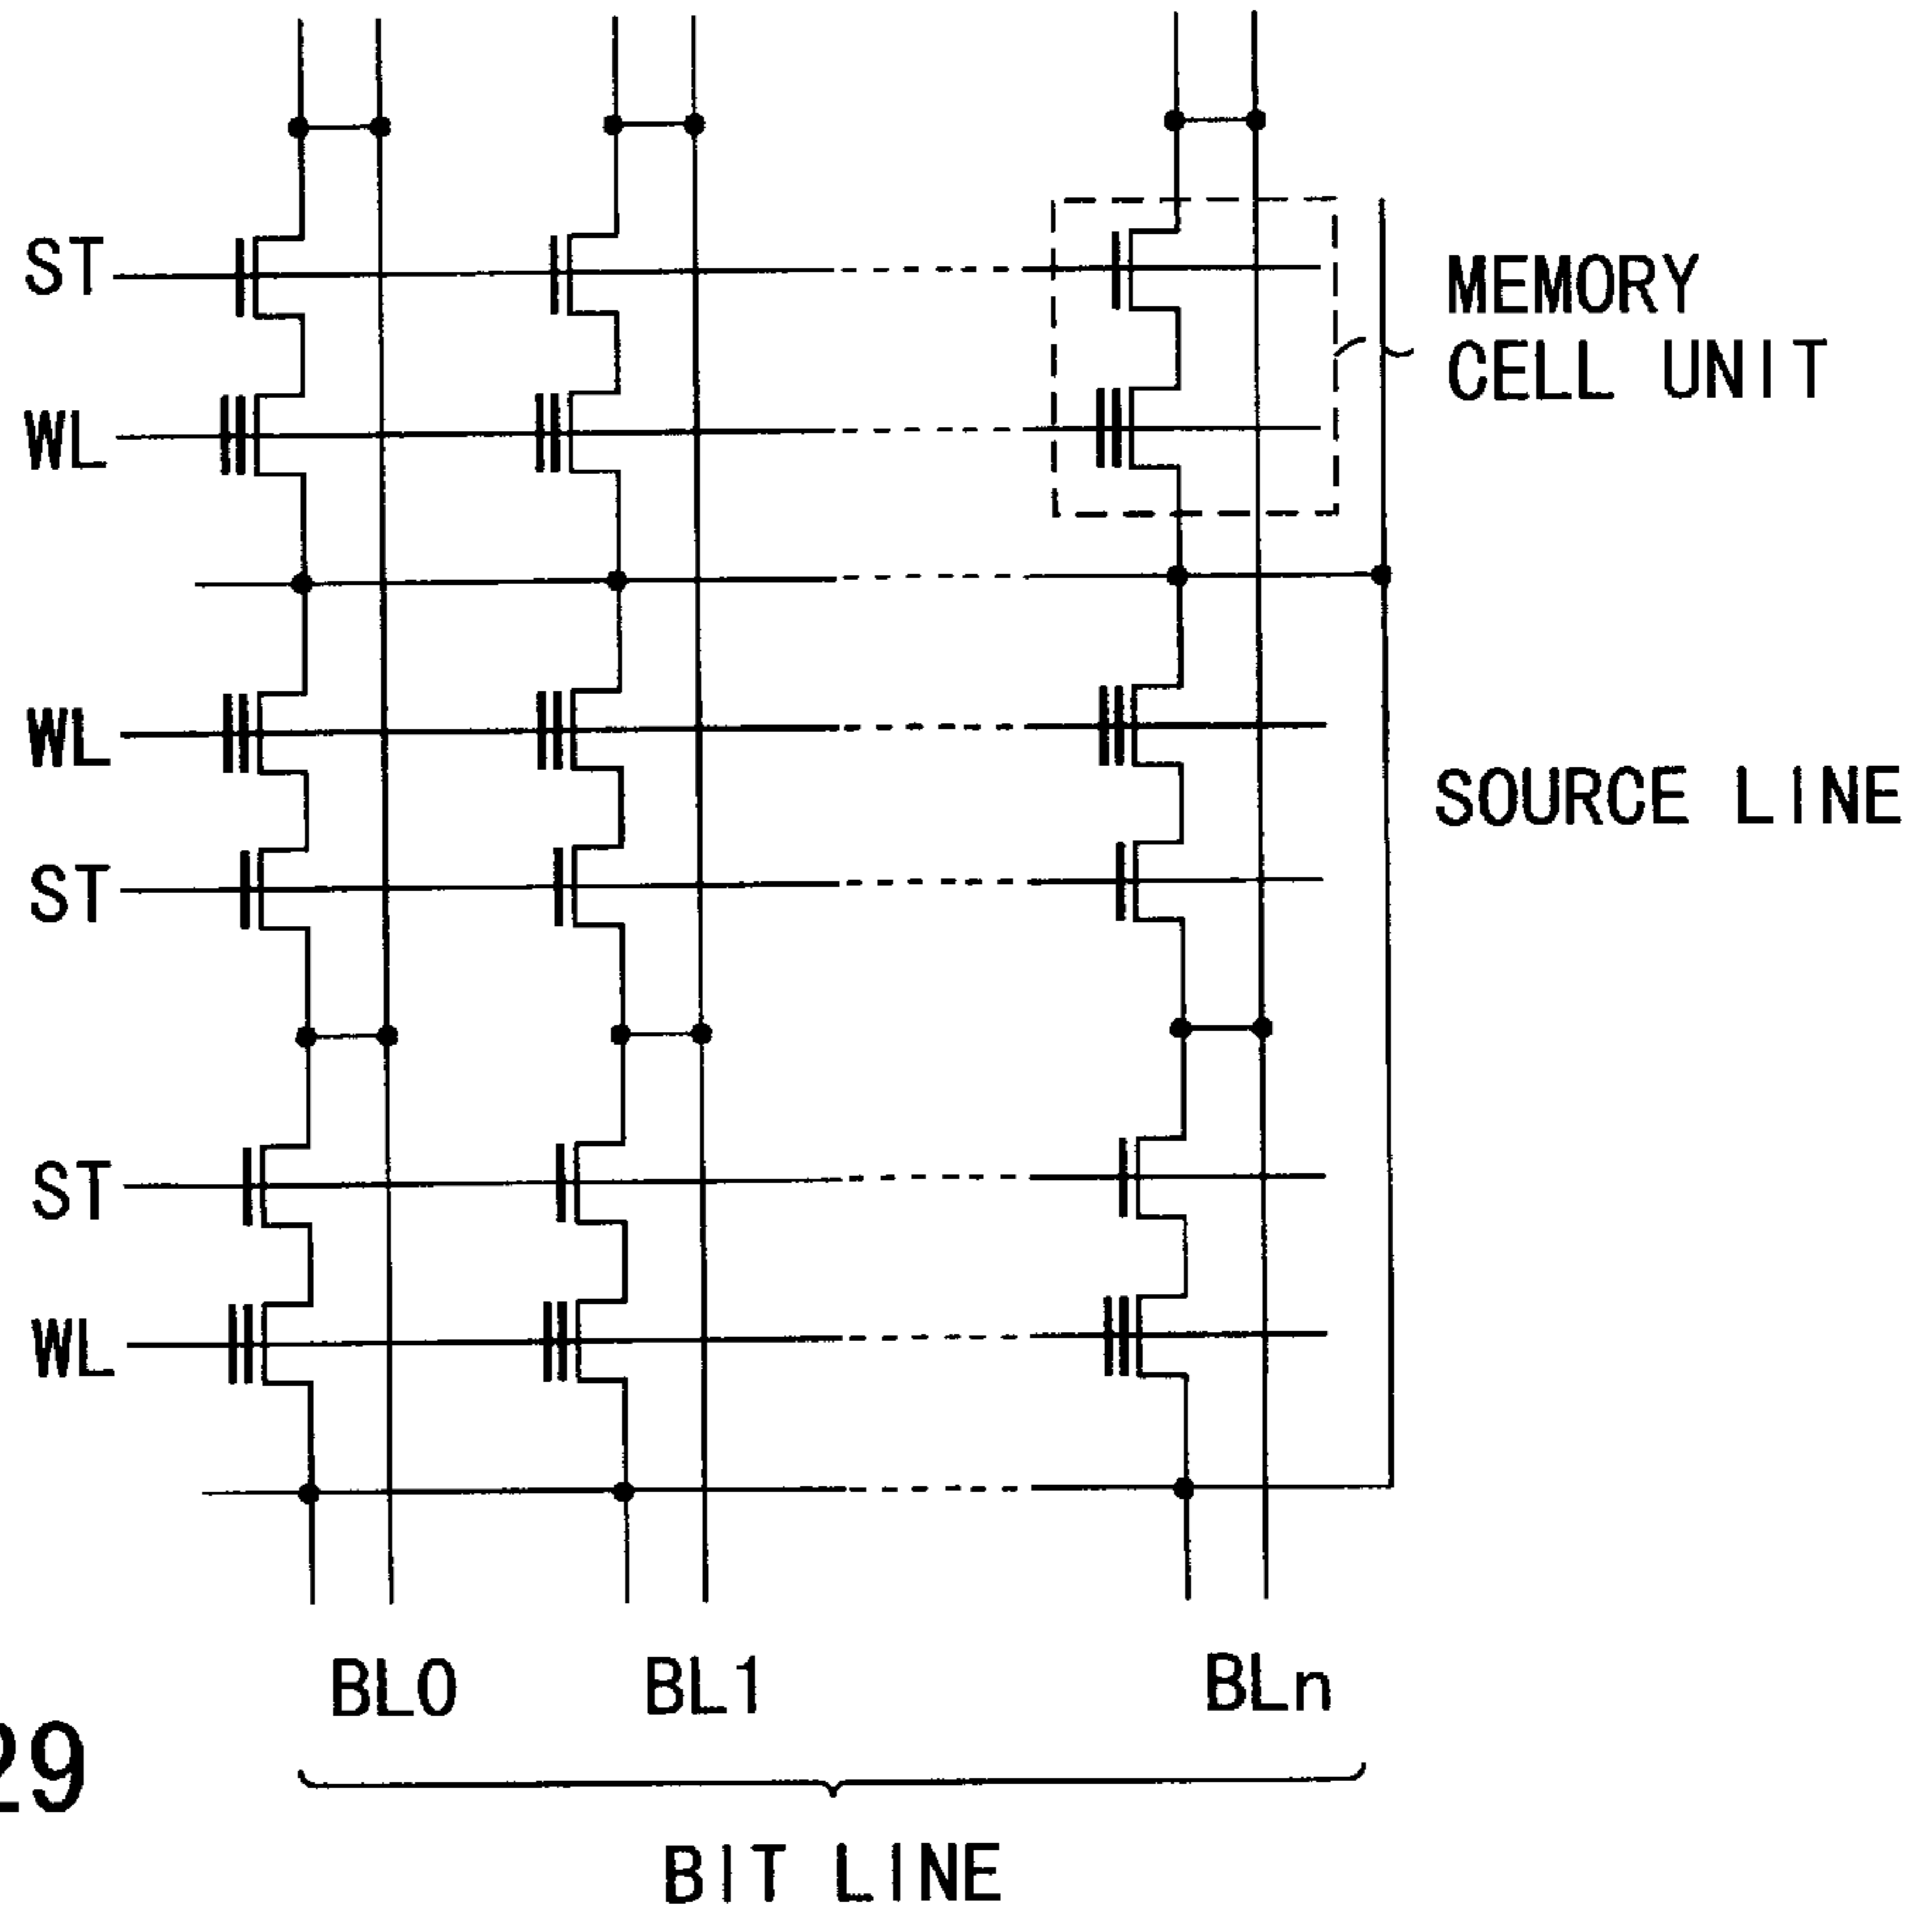 ST
MEMORY
CELL UNIT
WL
WL
SOURCE LINE
ST
ST
WL
BL0 BL1 BLn
29
BIT LINE